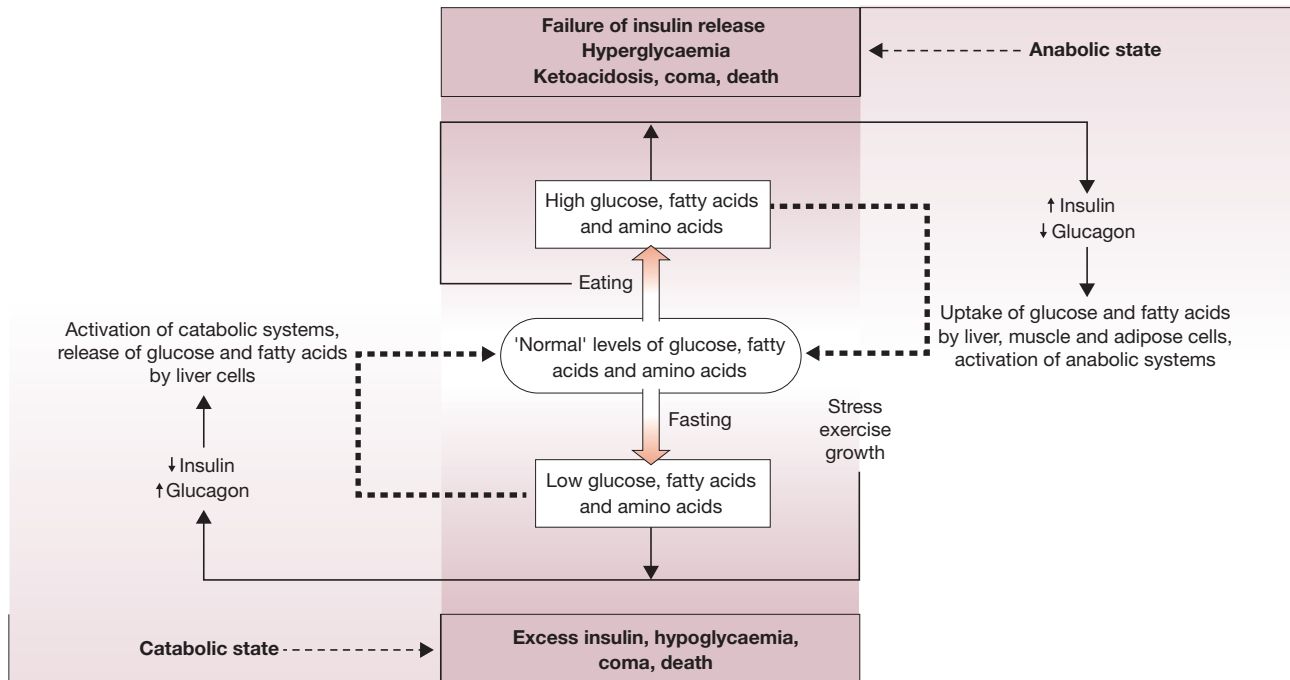 Failure of insulin release
Hyperglycaemia
Ketoacidosis, coma, death
Anabolic state
High glucose, fatty acids
and amino acids
↑ Insulin
↓ Glucagon
Eating
Uptake of glucose and fatty acids
by liver, muscle and adipose cells,
activation of anabolic systems
Activation of catabolic systems,
release of glucose and fatty acids
by liver cells
'Normal' levels of glucose, fatty
acids and amino acids
Fasting
Stress
exercise
growth
↓ Insulin
↑ Glucagon
Low glucose, fatty acids
and amino acids
Catabolic state
Excess insulin, hypoglycaemia,
coma, death